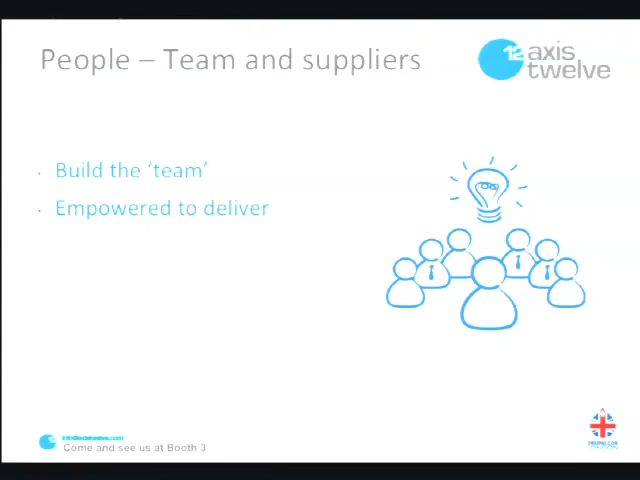 People – Team and suppliers
12 axis
twelve
Build the ‘team’
Empowered to deliver
Come and see us at Booth 3